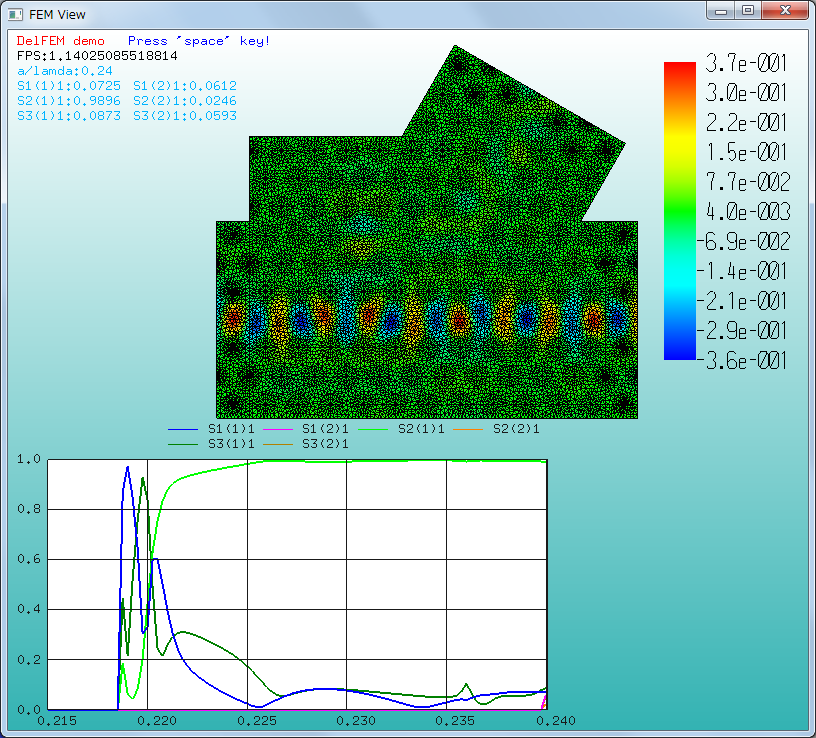 FEM View
DelFEM demo Press "space" key!
FPS:1.14025085518814
a/lamda:0.24
S1(1)1:0.0725 S1(2)1:0.0612
S2(1)1:0.9896 S2(2)1:0.0246
S3(1)1:0.0873 S3(2)1:0.0593
3.7e-001
3.0e-001
2.2e-001
1.5e-001
7.7e-002
4.0e-003
-6.9e-002
-1.4e-001
-2.1e-001
-2.9e-001
-3.6e-001
S1(1)1 S1(2)1 S2(1)1 S2(2)1
S3(1)1 S3(2)1
1.0
0.8
0.6
0.4
0.2
0.0
0.215 0.220 0.225 0.230 0.235 0.240